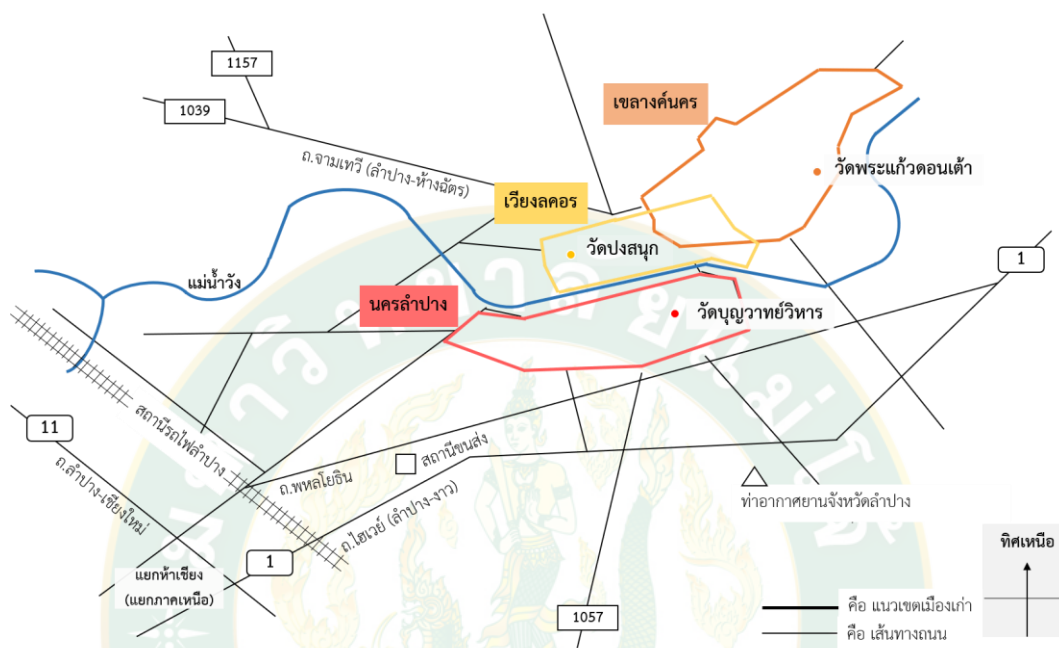 1157
1039
ถ.จามเทวี (ลำปาง-ห้างฉัตร)
เขลางค์นคร
วัดพระแก้วดอนเต้า
เวียงลคอร
วัดปงสนุก
1
แม่น้ำวัง
นครลำปาง
วัดบุญวาทย์วิหาร
11
สถานีรถไฟลำปาง
สถานีขนส่ง
ถ.พหลโยธิน
ถ.ลำปาง-เชียงใหม่
ถ.ไฮเวย์ (ลำปาง-งาว)
ท่าอากาศยานจังหวัดลำปาง
1
แยกห้าเชียง
(แยกภาคเหนือ)
1057
ทิศเหนือ
คือ แนวเขตเมืองเก่า
คือ เส้นทางถนน